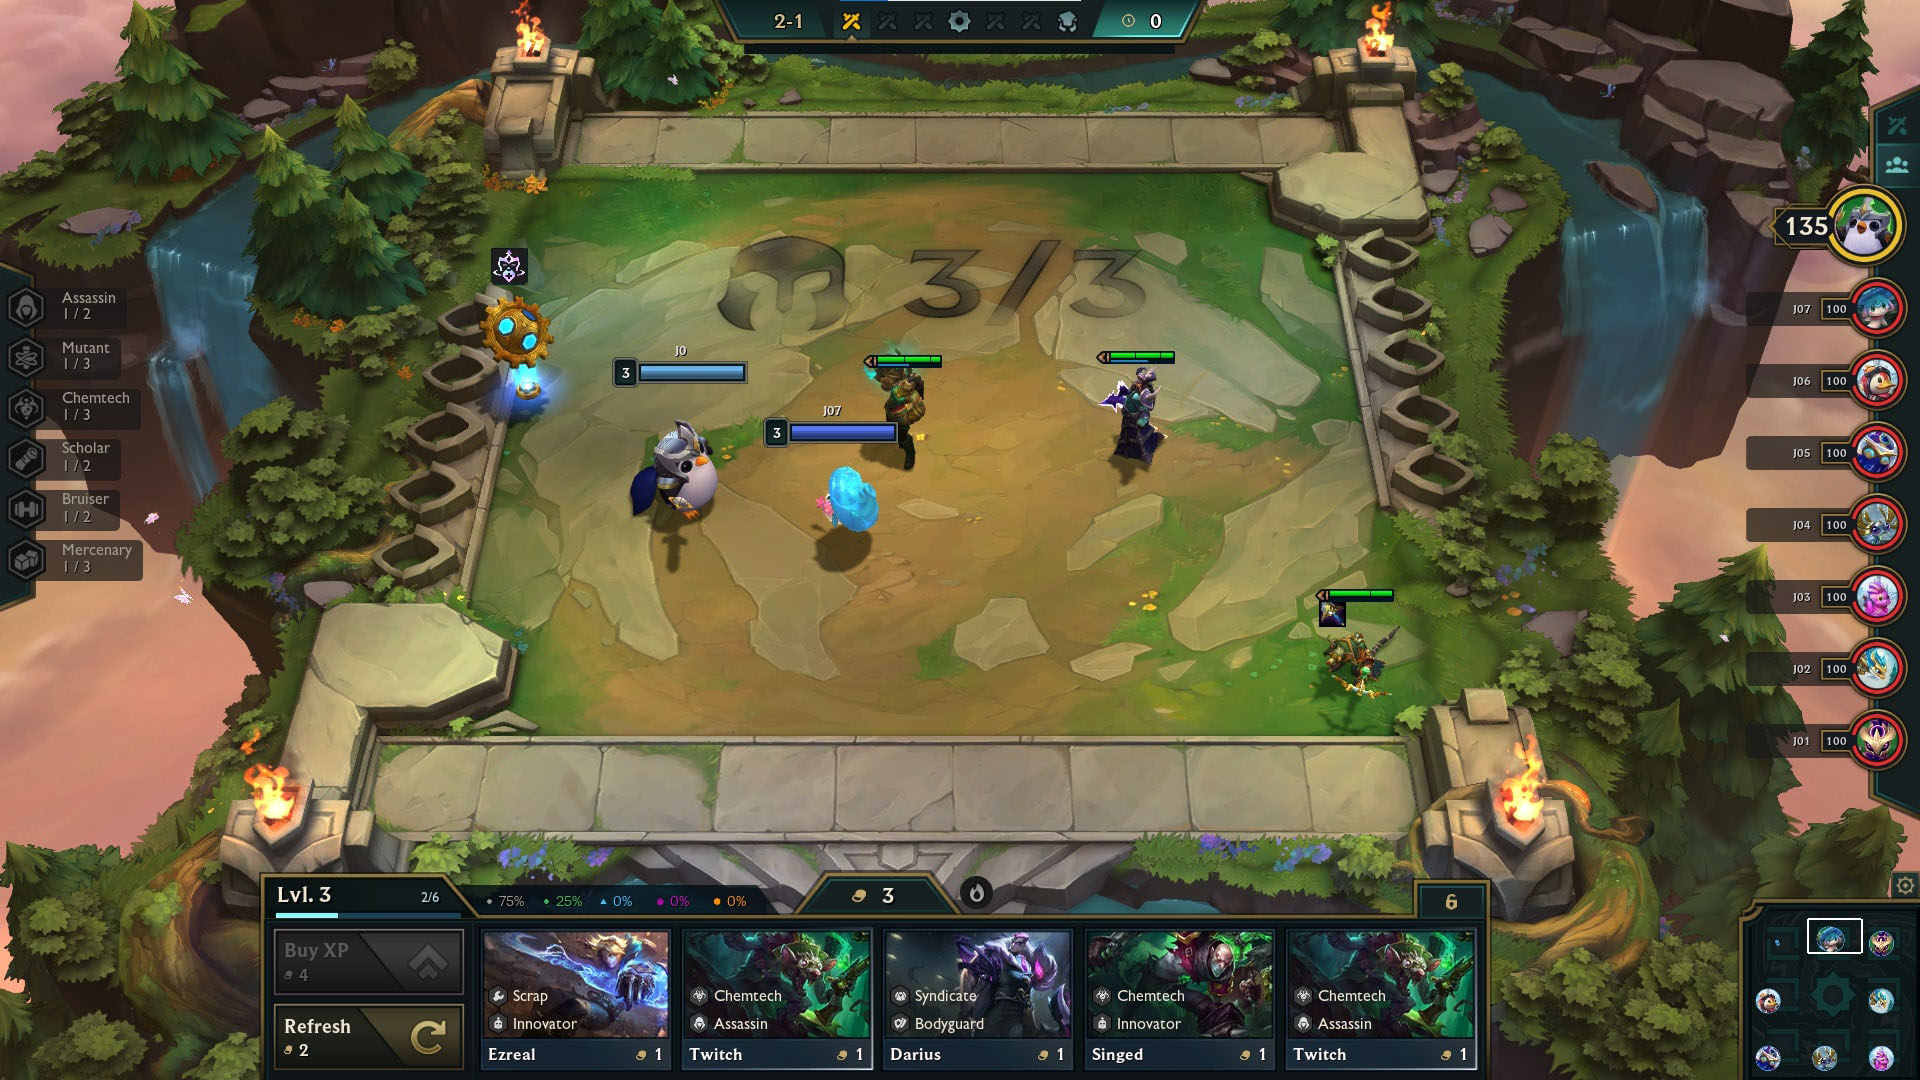 2-1
0
3/3
135
Assassin
1 / 2
Mutant
1 / 3
Chemtech
1 / 3
Scholar
1 / 2
Bruiser
1 / 2
Mercenary
1 / 3
J0
3
J07
3
J07 100
J06 100
J05 100
J04 100
J03 100
J02 100
J01 100
Lvl. 3
2/6
75% 25% 0% 0% 0%
3
6
Buy XP
4
Refresh
2
Scrap
Innovator
Ezreal 1
Chemtech
Assassin
Twitch 1
Syndicate
Bodyguard
Darius 1
Chemtech
Innovator
Singed 1
Chemtech
Assassin
Twitch 1